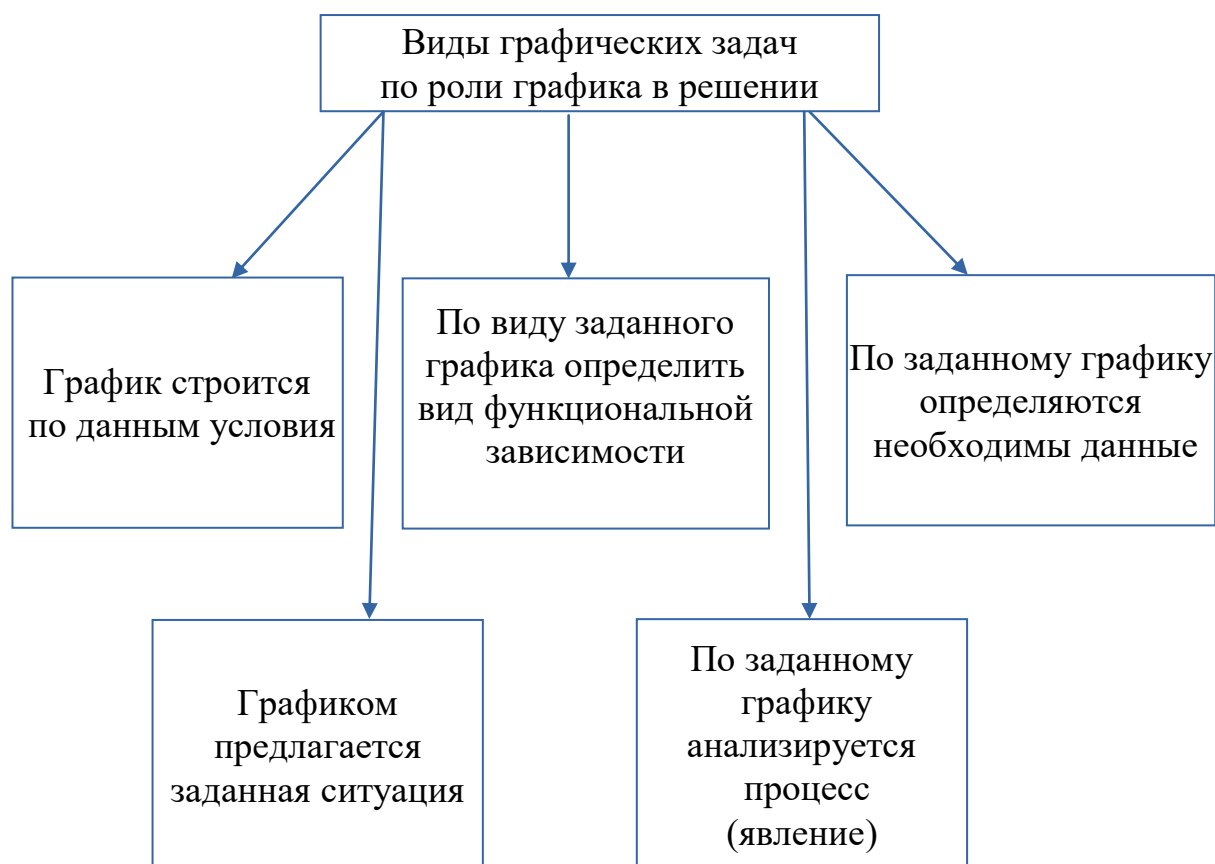 Виды графических задач
по роли графика в решении
График строится
по данным условия
По виду заданного
графика определить
вид функциональной
зависимости
По заданному графику
определяются
необходимы данные
Графиком
предлагается
заданная ситуация
По заданному
графику
анализируется
процесс
(явление)